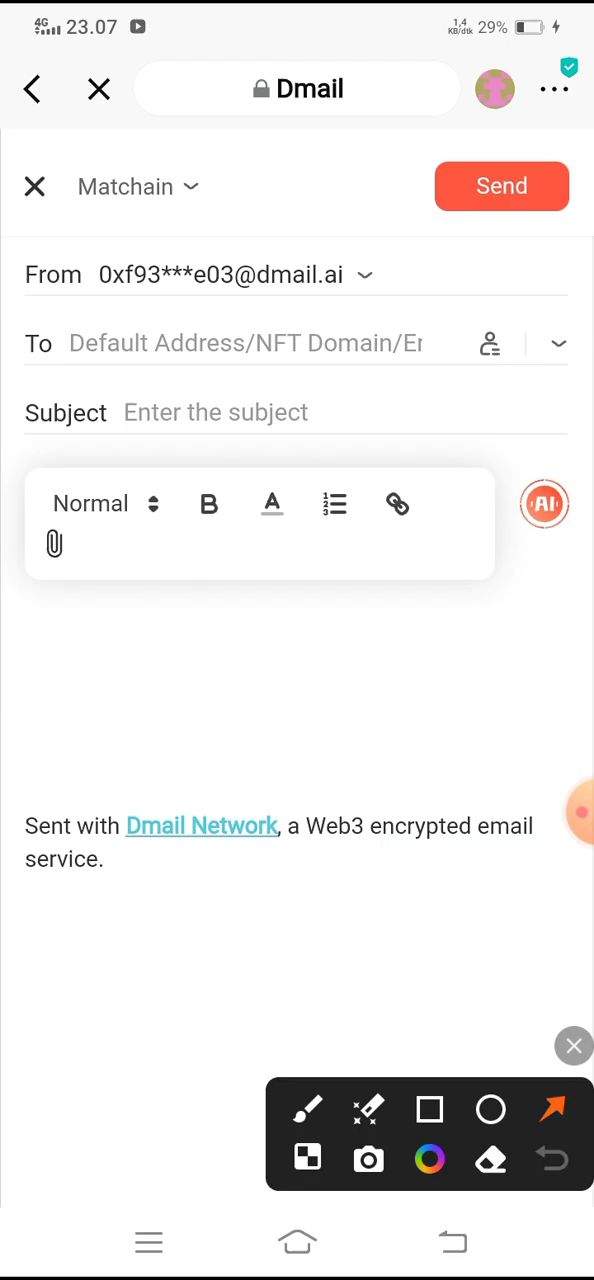 4G 23.07
1,4 KB/dtk 29%
Dmail
Matchain
Send
From 0xf93***e03@dmail.ai
To Default Address/NFT Domain/Er
Subject Enter the subject
Normal B A
AI
Sent with Dmail Network, a Web3 encrypted email
service.